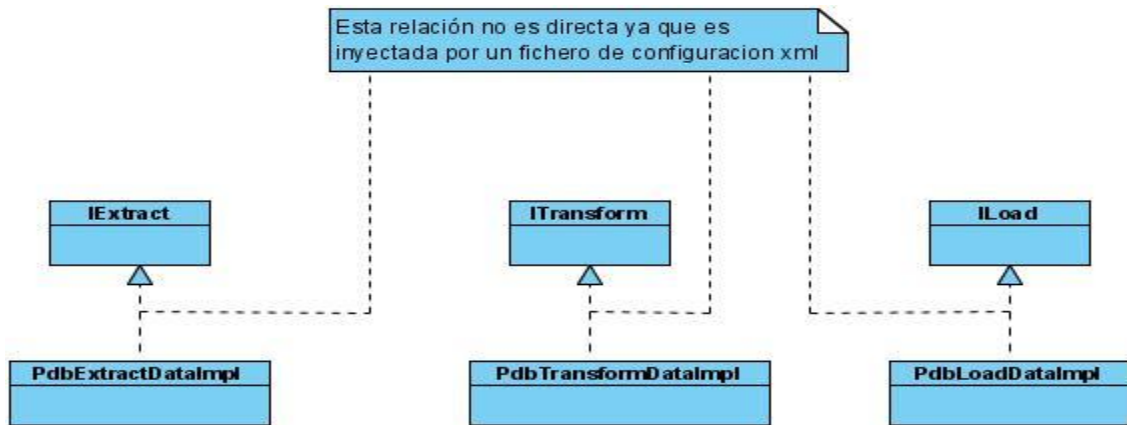 Esta relación no es directa ya que es
inyectada por un fichero de configuracion xml
IExtract
ITransform
ILoad
PdbExtractDataImpl
PdbTransformDataImpl
PdbLoadDataImpl